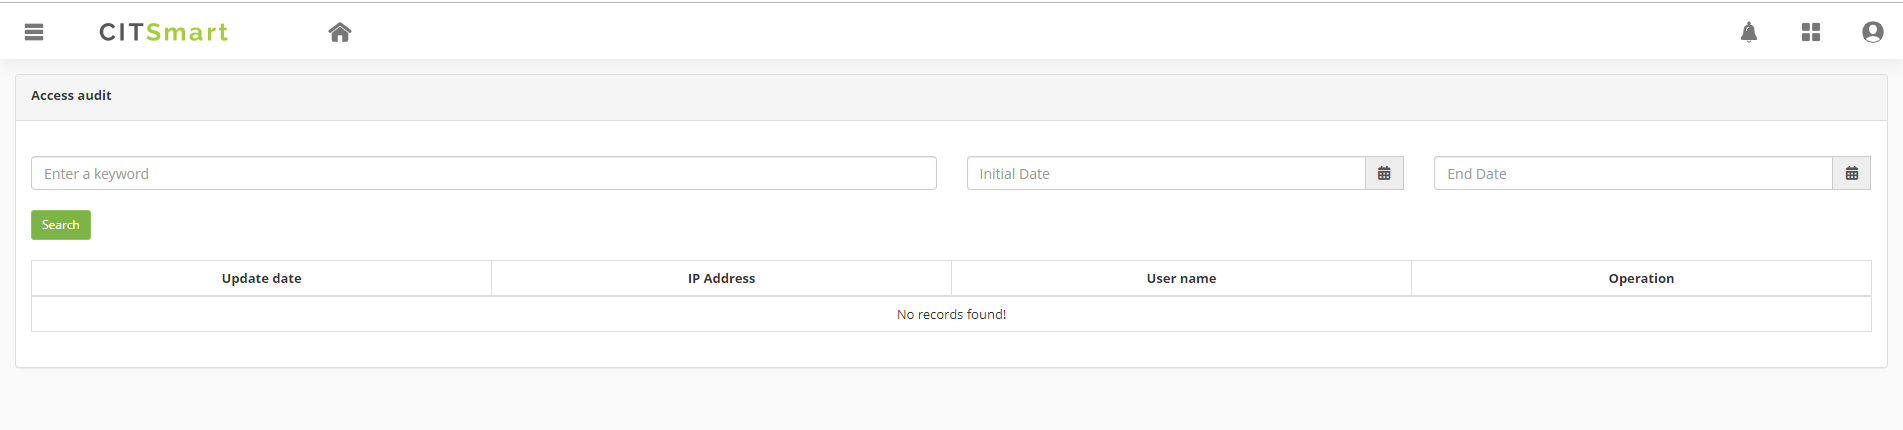 CITSmart
Access audit
Enter a keyword Initial Date End Date
Search
Update date IP Address User name Operation
No records found!